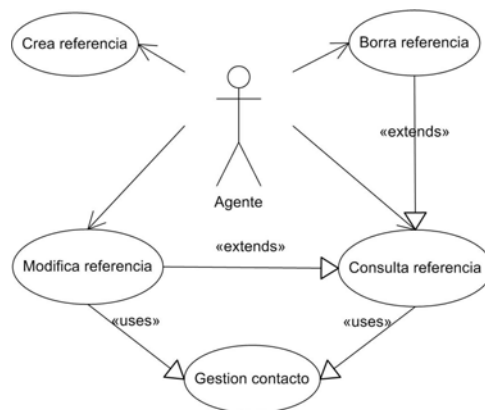 Crea referencia
Borra referencia
«extends»
Agente
«extends»
Modifica referencia
Consulta referencia
«uses»
«uses»
Gestion contacto